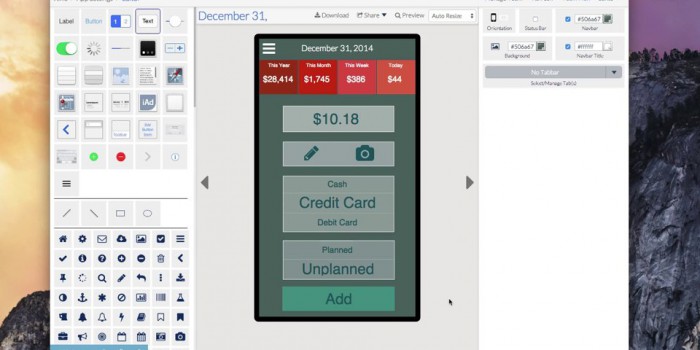 December 31,
Download
Share
Preview
Auto Resize
Label
Button
1
2
Text
iAd
Orientation
Status Bar
#506a67
Navbar
#506a67
Background
#ffffff
Navbar Title
No Tabbar
Select/Manage Tab(s)
December 31, 2014
This Year
This Month
This Week
Today
$28,414
$1,745
$386
$44
$10.18
Cash
Credit Card
Debit Card
Planned
Unplanned
Add